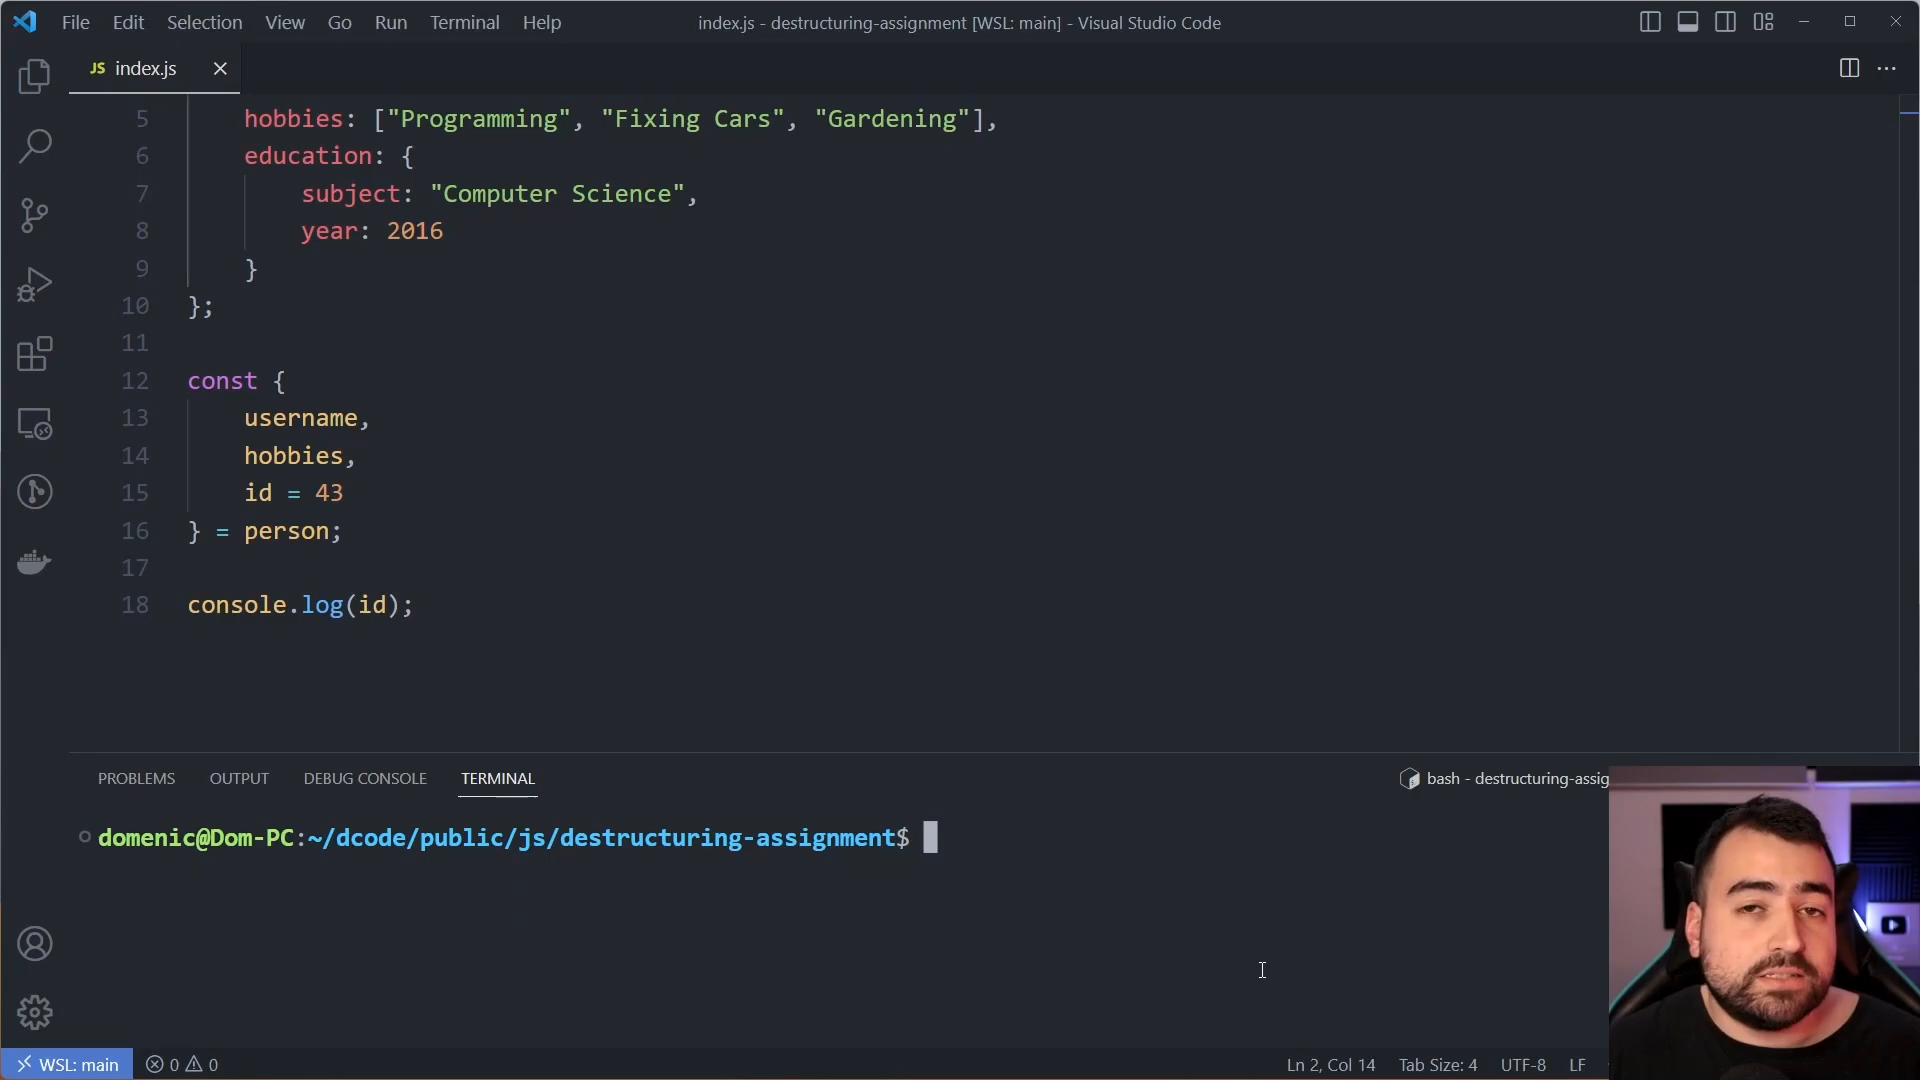 File Edit Selection View Go Run Terminal Help
index.js - destructuring-assignment [WSL: main] - Visual Studio Code
JS index.js
5 hobbies: ["Programming", "Fixing Cars", "Gardening"],
6 education: {
7 subject: "Computer Science",
8 year: 2016
9 }
10 };
11
12 const {
13 username,
14 hobbies,
15 id = 43
16 } = person;
17
18 console.log(id);
PROBLEMS OUTPUT DEBUG CONSOLE TERMINAL
bash - destructuring-assig
domenic@Dom-PC:~/dcode/public/js/destructuring-assignment$
WSL: main 0 0
Ln 2, Col 14 Tab Size: 4 UTF-8 LF